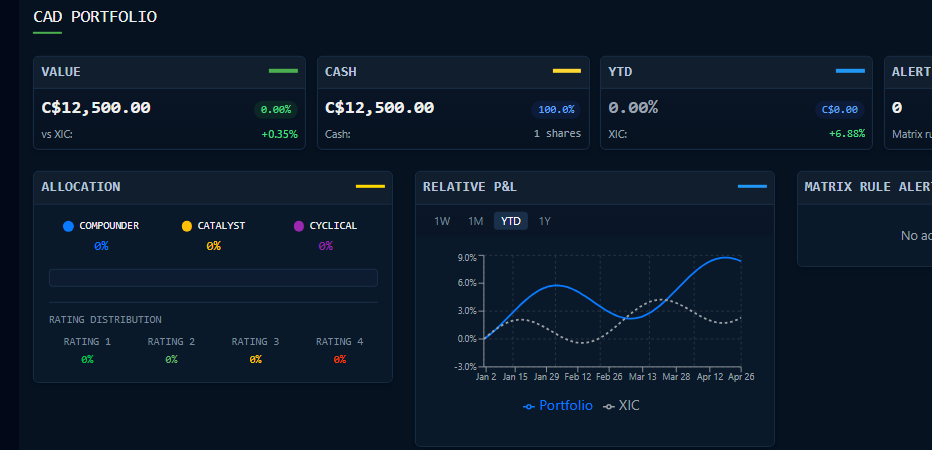 CAD PORTFOLIO
VALUE
C$12,500.00
0.00%
vs XIC:
+0.35%
CASH
C$12,500.00
100.0%
Cash:
1 shares
YTD
0.00%
C$0.00
XIC:
+6.88%
ALERT
0
Matrix ru
ALLOCATION
COMPOUNDER CATALYST CYCLICAL
0% 0% 0%
RATING DISTRIBUTION
RATING 1 RATING 2 RATING 3 RATING 4
0% 0% 0% 0%
RELATIVE P&L
1W 1M YTD 1Y
9.0%
6.0%
3.0%
0.0%
-3.0%
Jan 2 Jan 15 Jan 29 Feb 12 Feb 26 Mar 13 Mar 28 Apr 12 Apr 26
Portfolio XIC
MATRIX RULE ALER
No ac